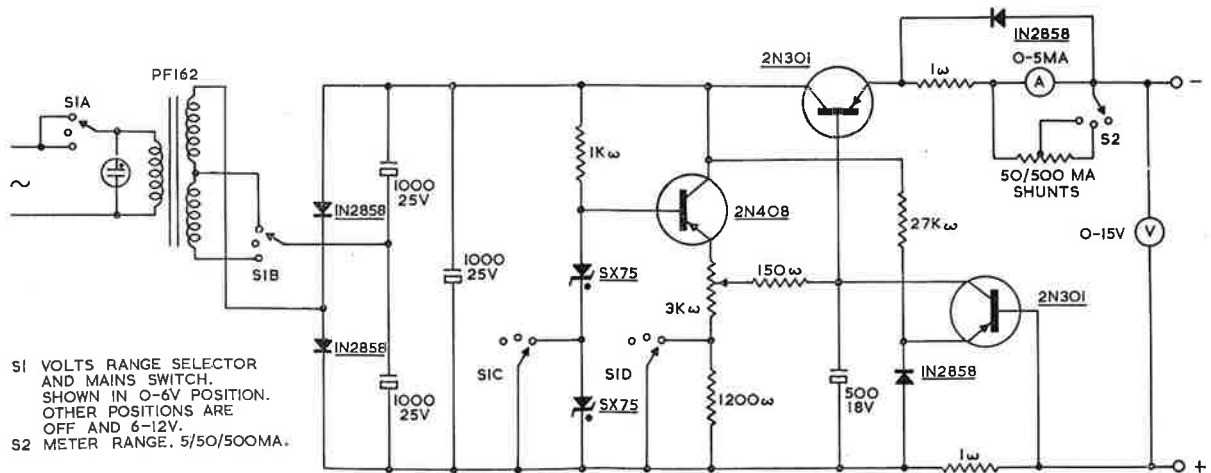 IN2858
2N301
0-5MA
PF162
1ω
A
-
S1A
S2
1Kω
1000
25V
50/500 MA
SHUNTS
~
IN2858
2N408
27Kω
1000
25V
SX75
150ω
V
0-15V
S1B
3Kω
2N301
IN2858
S1C
S1D
IN2858
S1 VOLTS RANGE SELECTOR
AND MAINS SWITCH.
SHOWN IN 0-6V POSITION.
OTHER POSITIONS ARE
OFF AND 6-12V.
S2 METER RANGE. 5/50/500MA.
1000
25V
SX75
1200ω
500
18V
1ω
+